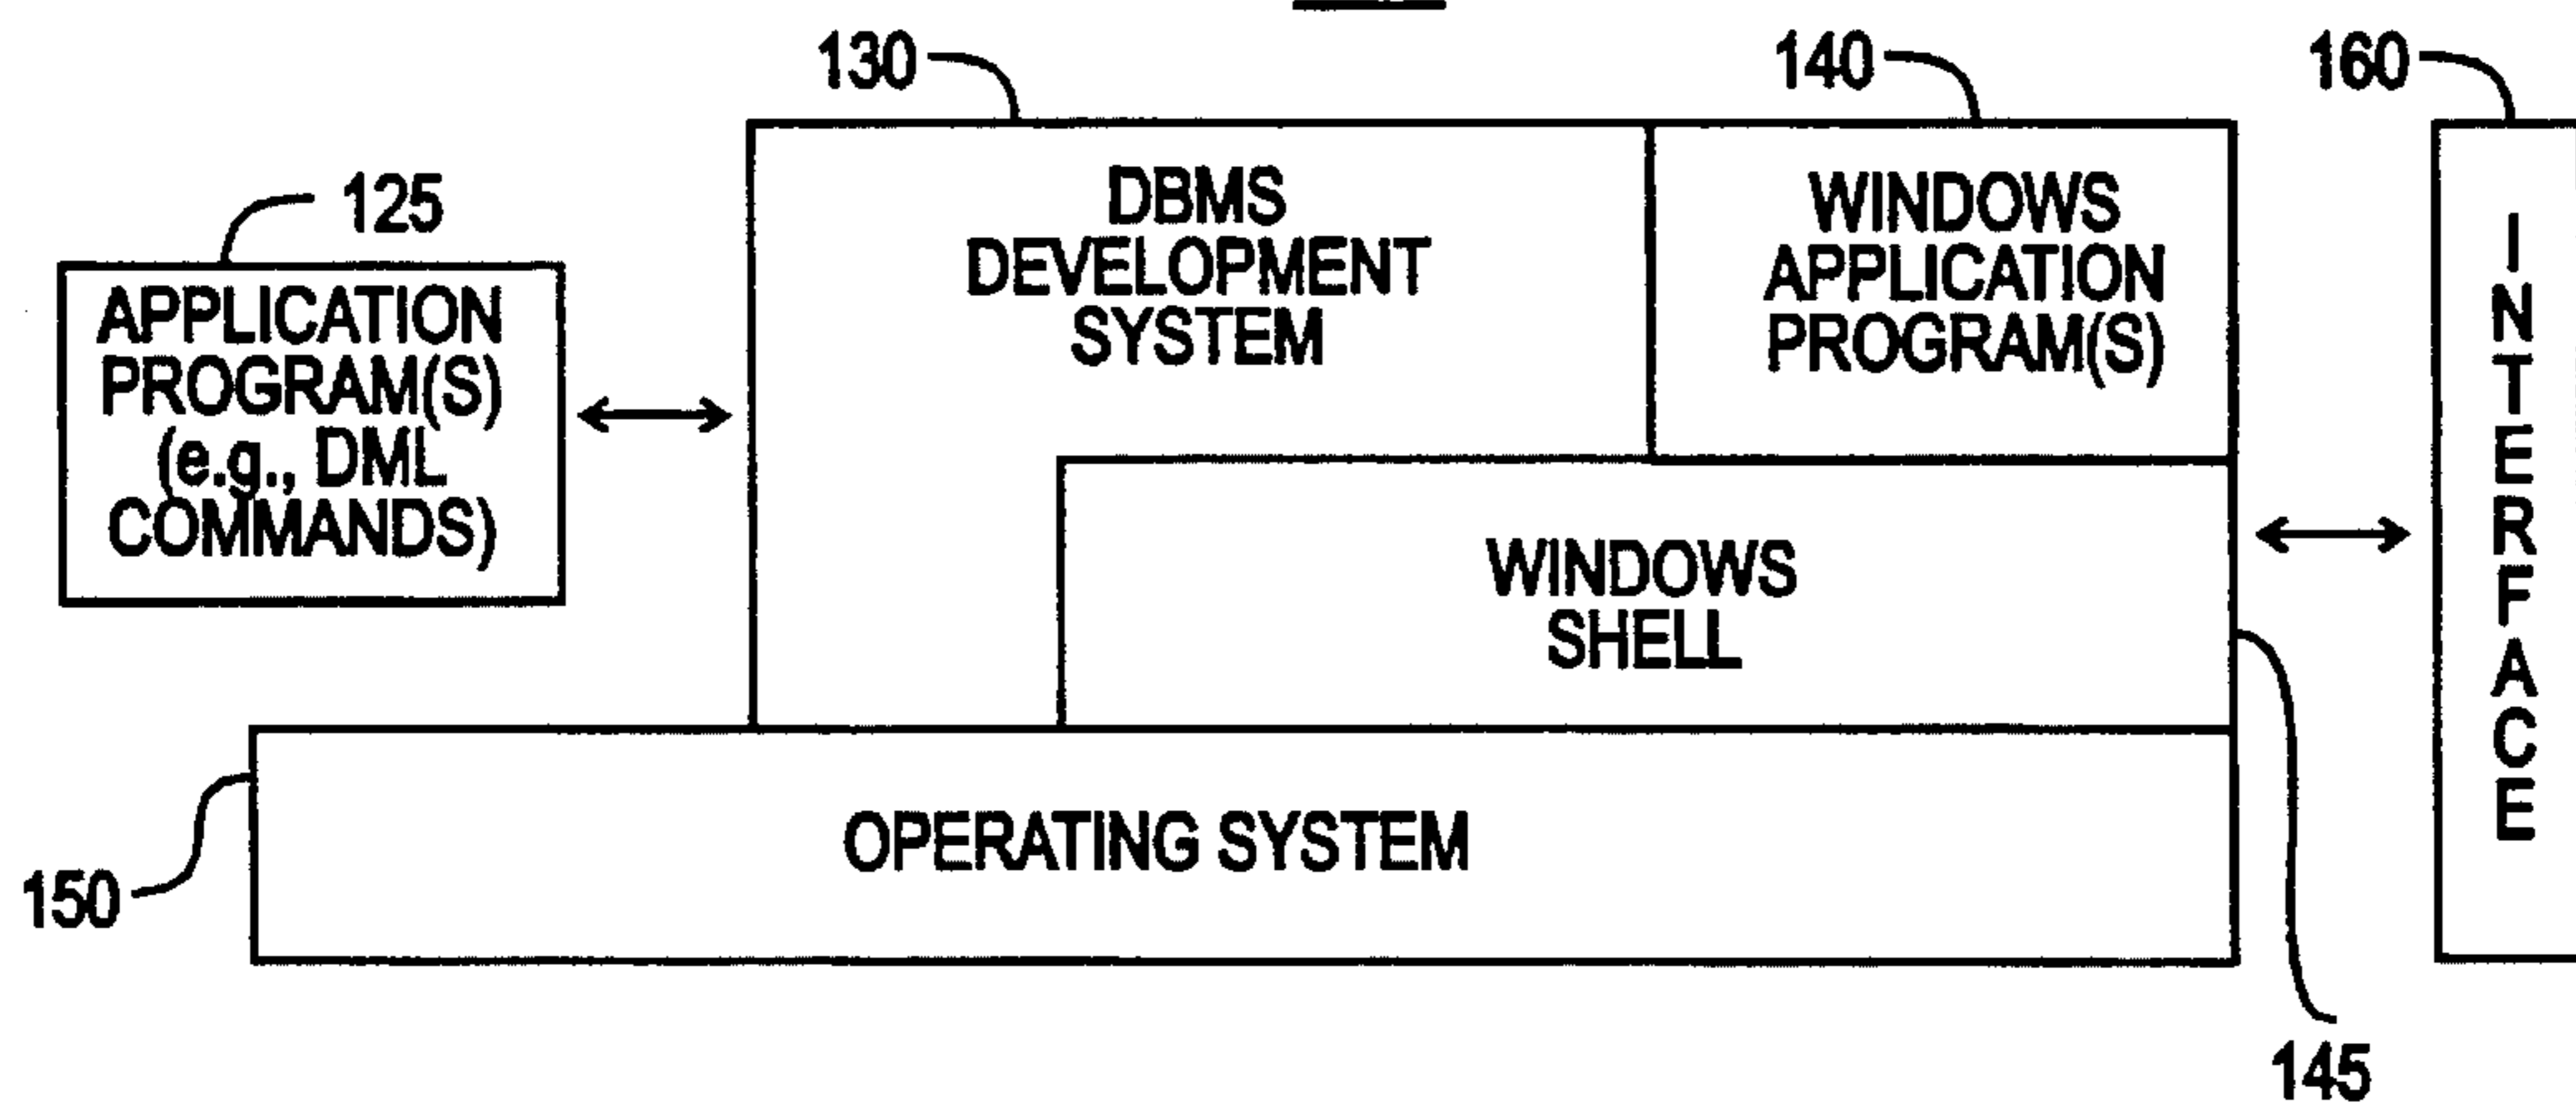 130
140
160
125
DBMS
DEVELOPMENT
SYSTEM
WINDOWS
APPLICATION
PROGRAM(S)
APPLICATION
PROGRAM(S)
(e.g., DML
COMMANDS)
INTERFACE
WINDOWS
SHELL
OPERATING SYSTEM
150
145